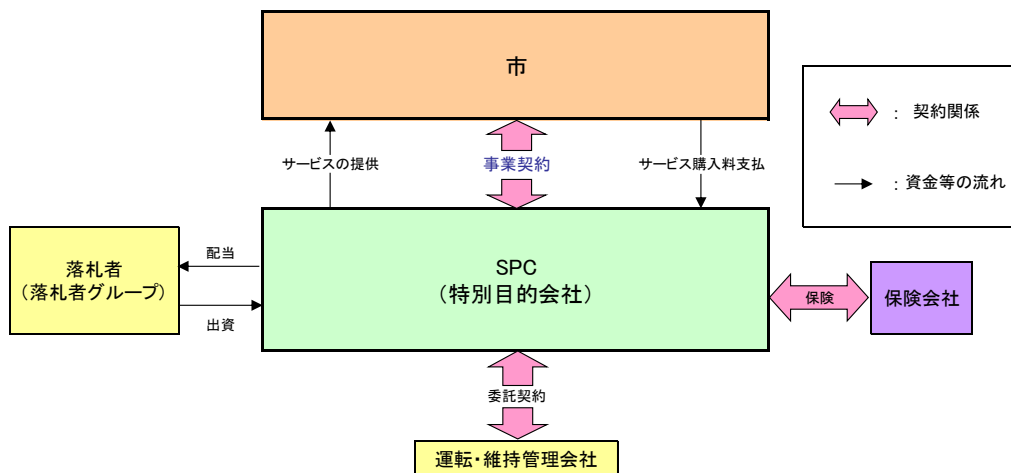 市
： 契約関係
： 資金等の流れ
サービスの提供
事業契約
サービス購入料支払
落札者
（落札者グループ）
配当
出資
SPC
（特別目的会社）
保険
保険会社
委託契約
運転・維持管理会社